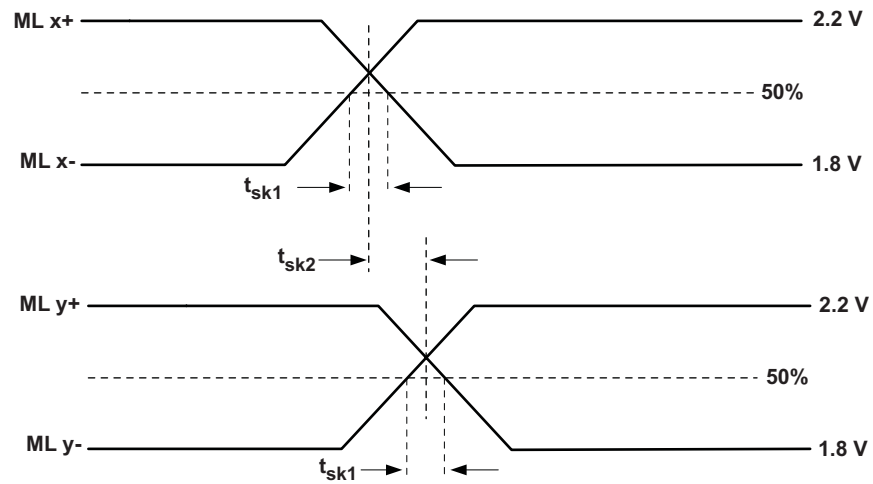 ML x+
2.2 V
50%
ML x-
1.8 V
tsk1
tsk2
ML y+
2.2 V
50%
ML y-
1.8 V
tsk1